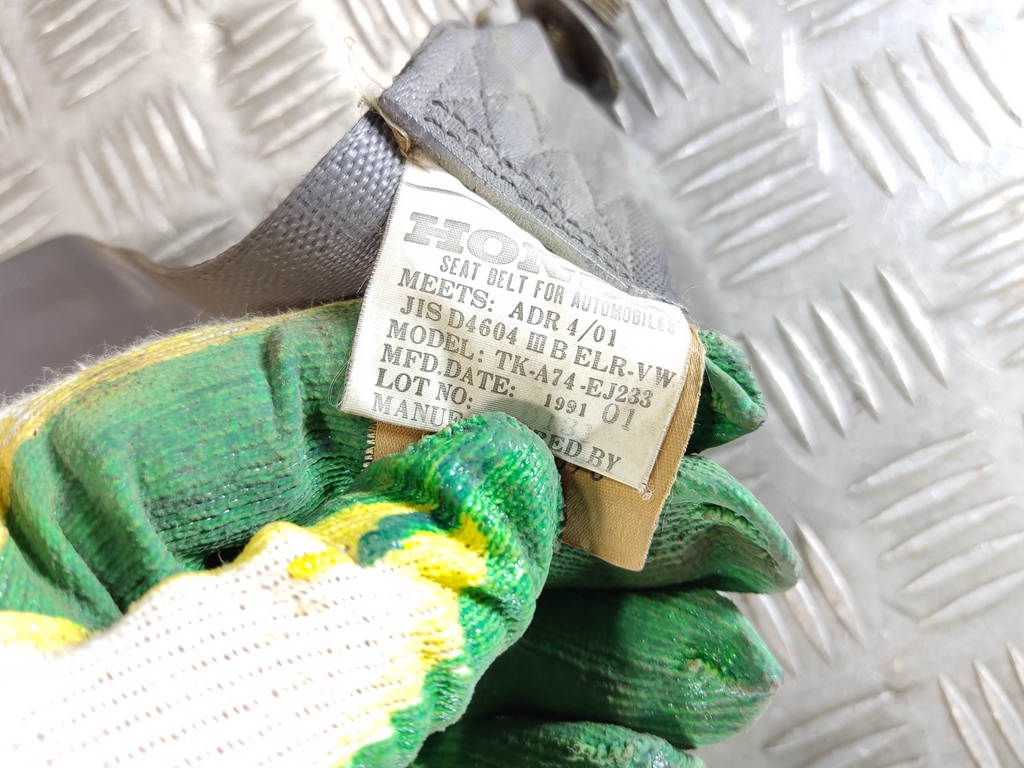 SEAT BELT FOR AUTOMOBILES
MEETS: ADR 4/01
JIS D4604 III B ELR-VW
MODEL: TK-A74-EJ233
MFD.DATE: 1991 01
LOT NO:
BY